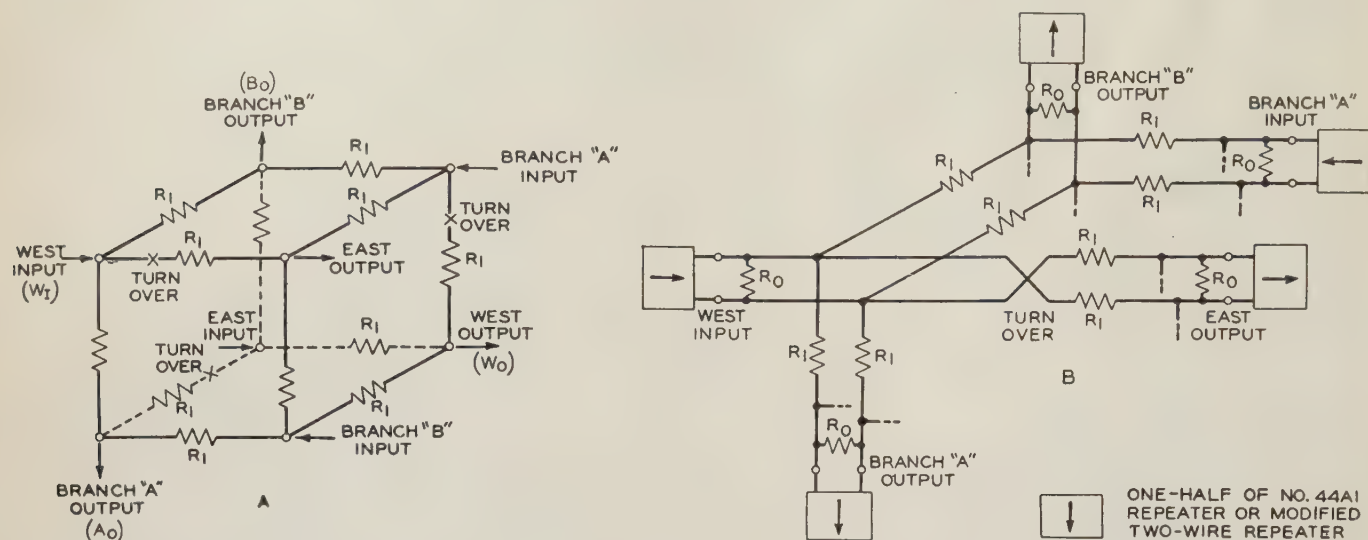 (BO)
BRANCH "B"
OUTPUT
R1
BRANCH "A"
INPUT
R1
R1
TURN
OVER
WEST
INPUT
(WI)
R1
TURN
OVER
EAST
OUTPUT
R1
EAST
INPUT
TURN
OVER
R1
R1
WEST
OUTPUT
(WO)
R1
R1
BRANCH "B"
INPUT
BRANCH "A"
OUTPUT
(AO)
A
BRANCH "B"
OUTPUT
RO
BRANCH "A"
INPUT
R1
RO
R1
R1
R1
WEST INPUT
RO
TURN
OVER
R1
R1
RO
EAST
OUTPUT
R1
R1
B
RO
BRANCH "A"
OUTPUT
ONE-HALF OF NO. 44A1
REPEATER OR MODIFIED
TWO-WIRE REPEATER